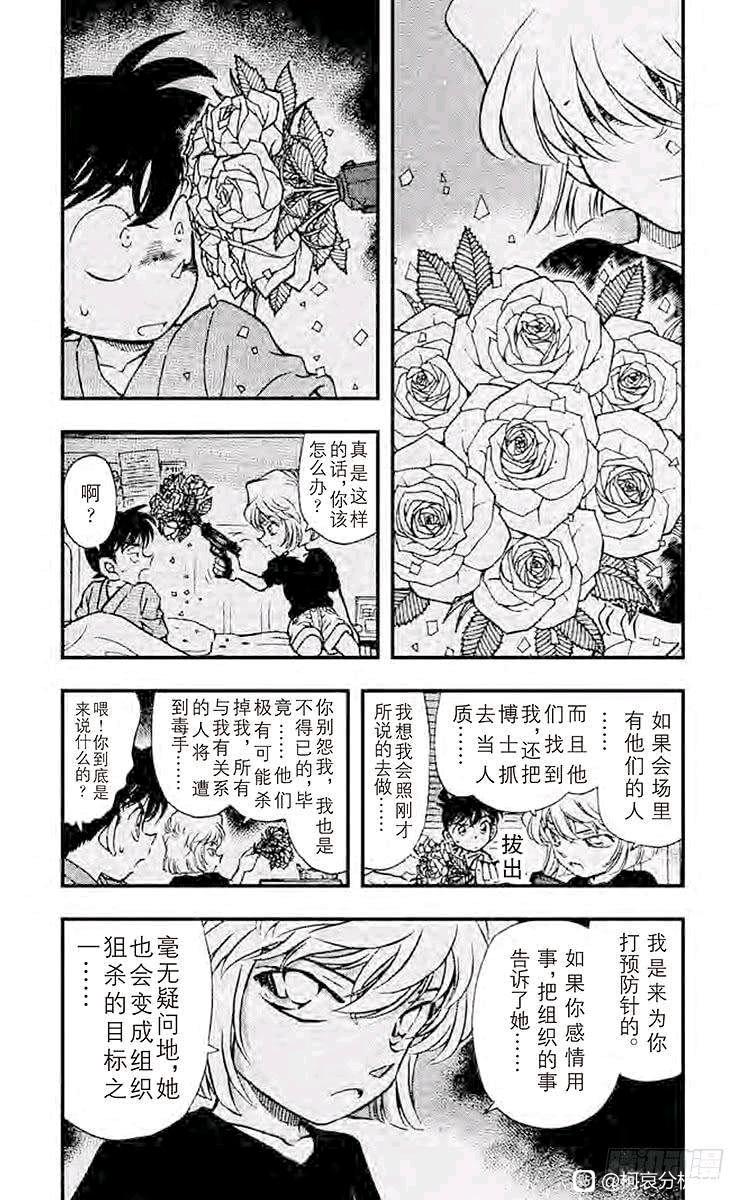 真是这样
的话,你该
怎么办?
啊?
如果会场里
有他们的人
……
而且他
们找到
我,还把
博士抓
去当人
质……
拔出
我想我会照刚才
所说的去做……
你别怨我,我也是
不得已的,毕
竟……他们
极有可能杀
掉我,所有
与我有关系
的人将 遭
到毒手……
喂!你到底是
来说什么的?
我是来为你
打预防针的。
如果你感情用
事,把组织的事
告诉了她……
毫无疑问地,她
也会变成组织
狙杀的目标之
一……
@柯哀分